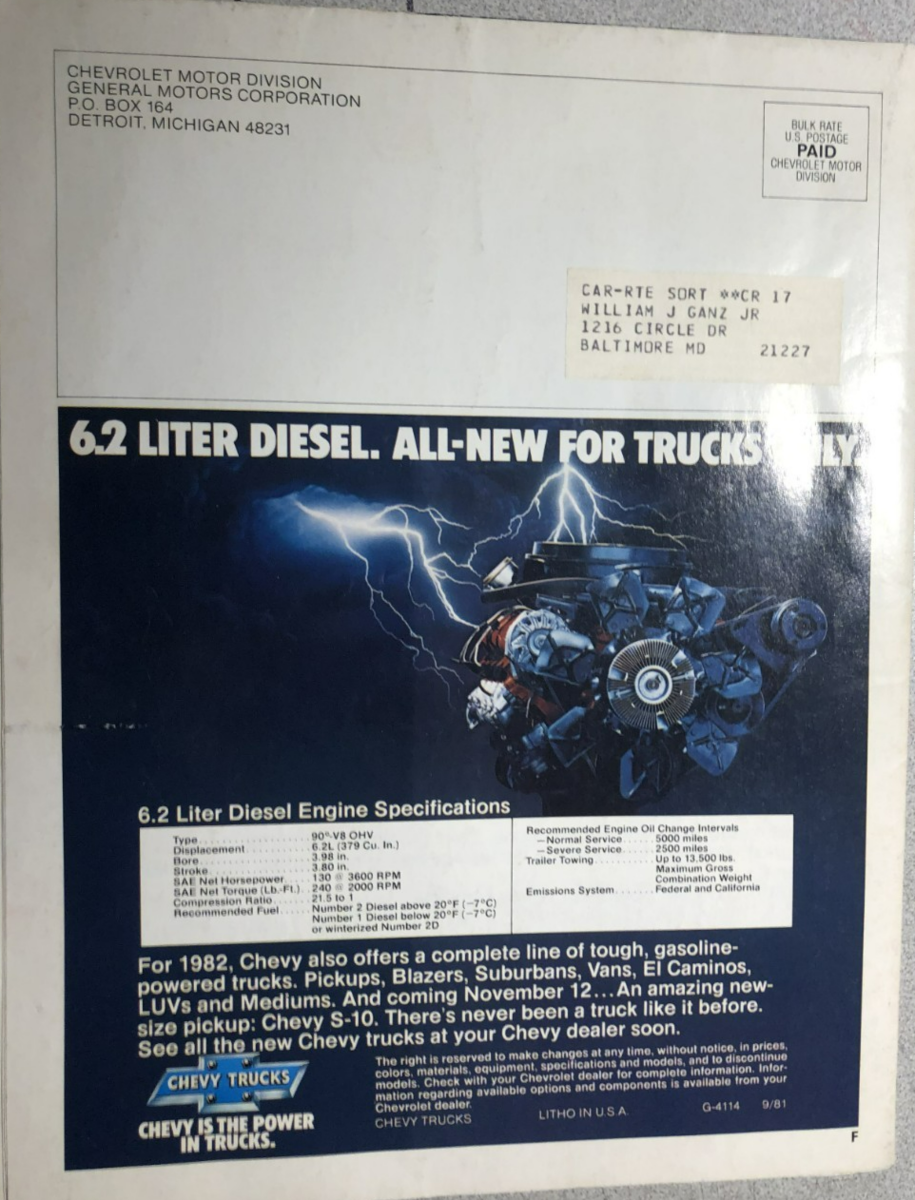 CHEVROLET MOTOR DIVISION
GENERAL MOTORS CORPORATION
P.O. BOX 164
DETROIT, MICHIGAN 48231
BULK RATE
U.S. POSTAGE
PAID
CHEVROLET MOTOR
DIVISION
CAR-RTE SORT **CR 17
WILLIAM J GANZ JR
1216 CIRCLE DR
BALTIMORE MD 21227
6.2 LITER DIESEL. ALL-NEW FOR TRUCKS
6.2 Liter Diesel Engine Specifications
Type . . . . . . . . . . . . . . . . . . 90°-V8 OHV
Displacement . . . . . . . . . . . . 6.2L (379 Cu. In.)
Bore . . . . . . . . . . . . . . . . . . 3.98 in.
Stroke . . . . . . . . . . . . . . . . . 3.80 in.
SAE Net Horsepower . . . . . 130 @ 3600 RPM
SAE Net Torque (Lb.-Ft.) . . 240 @ 2000 RPM
Compression Ratio . . . . . . . 21.5 to 1
Recommended Fuel . . . . . . Number 2 Diesel above 20°F (−7°C)
Number 1 Diesel below 20°F (−7°C)
or winterized Number 2D
Recommended Engine Oil Change Intervals
—Normal Service . . . . . . 5000 miles
—Severe Service . . . . . . 2500 miles
Trailer Towing . . . . . . . . . . . Up to 13,500 lbs.
Maximum Gross
Combination Weight
Emissions System . . . . . . . Federal and California
For 1982, Chevy also offers a complete line of tough, gasoline-
powered trucks. Pickups, Blazers, Suburbans, Vans, El Caminos,
LUVs and Mediums. And coming November 12...An amazing new-
size pickup: Chevy S-10. There's never been a truck like it before.
See all the new Chevy trucks at your Chevy dealer soon.
CHEVY TRUCKS
CHEVY IS THE POWER
IN TRUCKS.
The right is reserved to make changes at any time, without notice, in prices,
colors, materials, equipment, specifications and models, and to discontinue
models. Check with your Chevrolet dealer for complete information. Infor-
mation regarding available options and components is available from your
Chevrolet dealer.
CHEVY TRUCKS LITHO IN U.S.A. G-4114 9/81
F